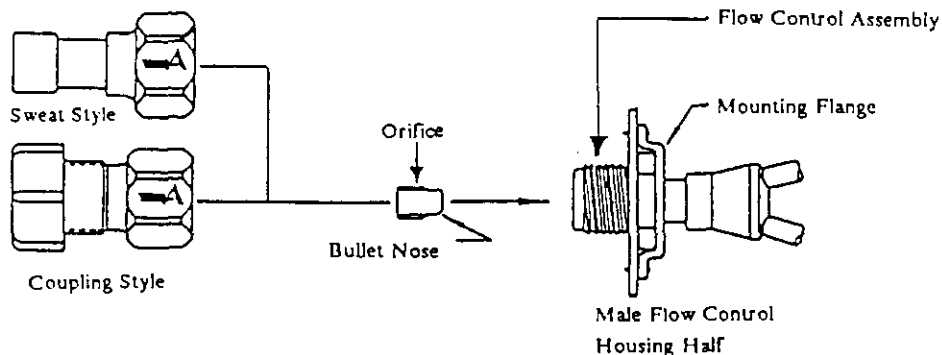 Flow Control Assembly
Mounting Flange
A
Sweat Style
Orifice
A
Bullet Nose
Coupling Style
Male Flow Control
Housing Half